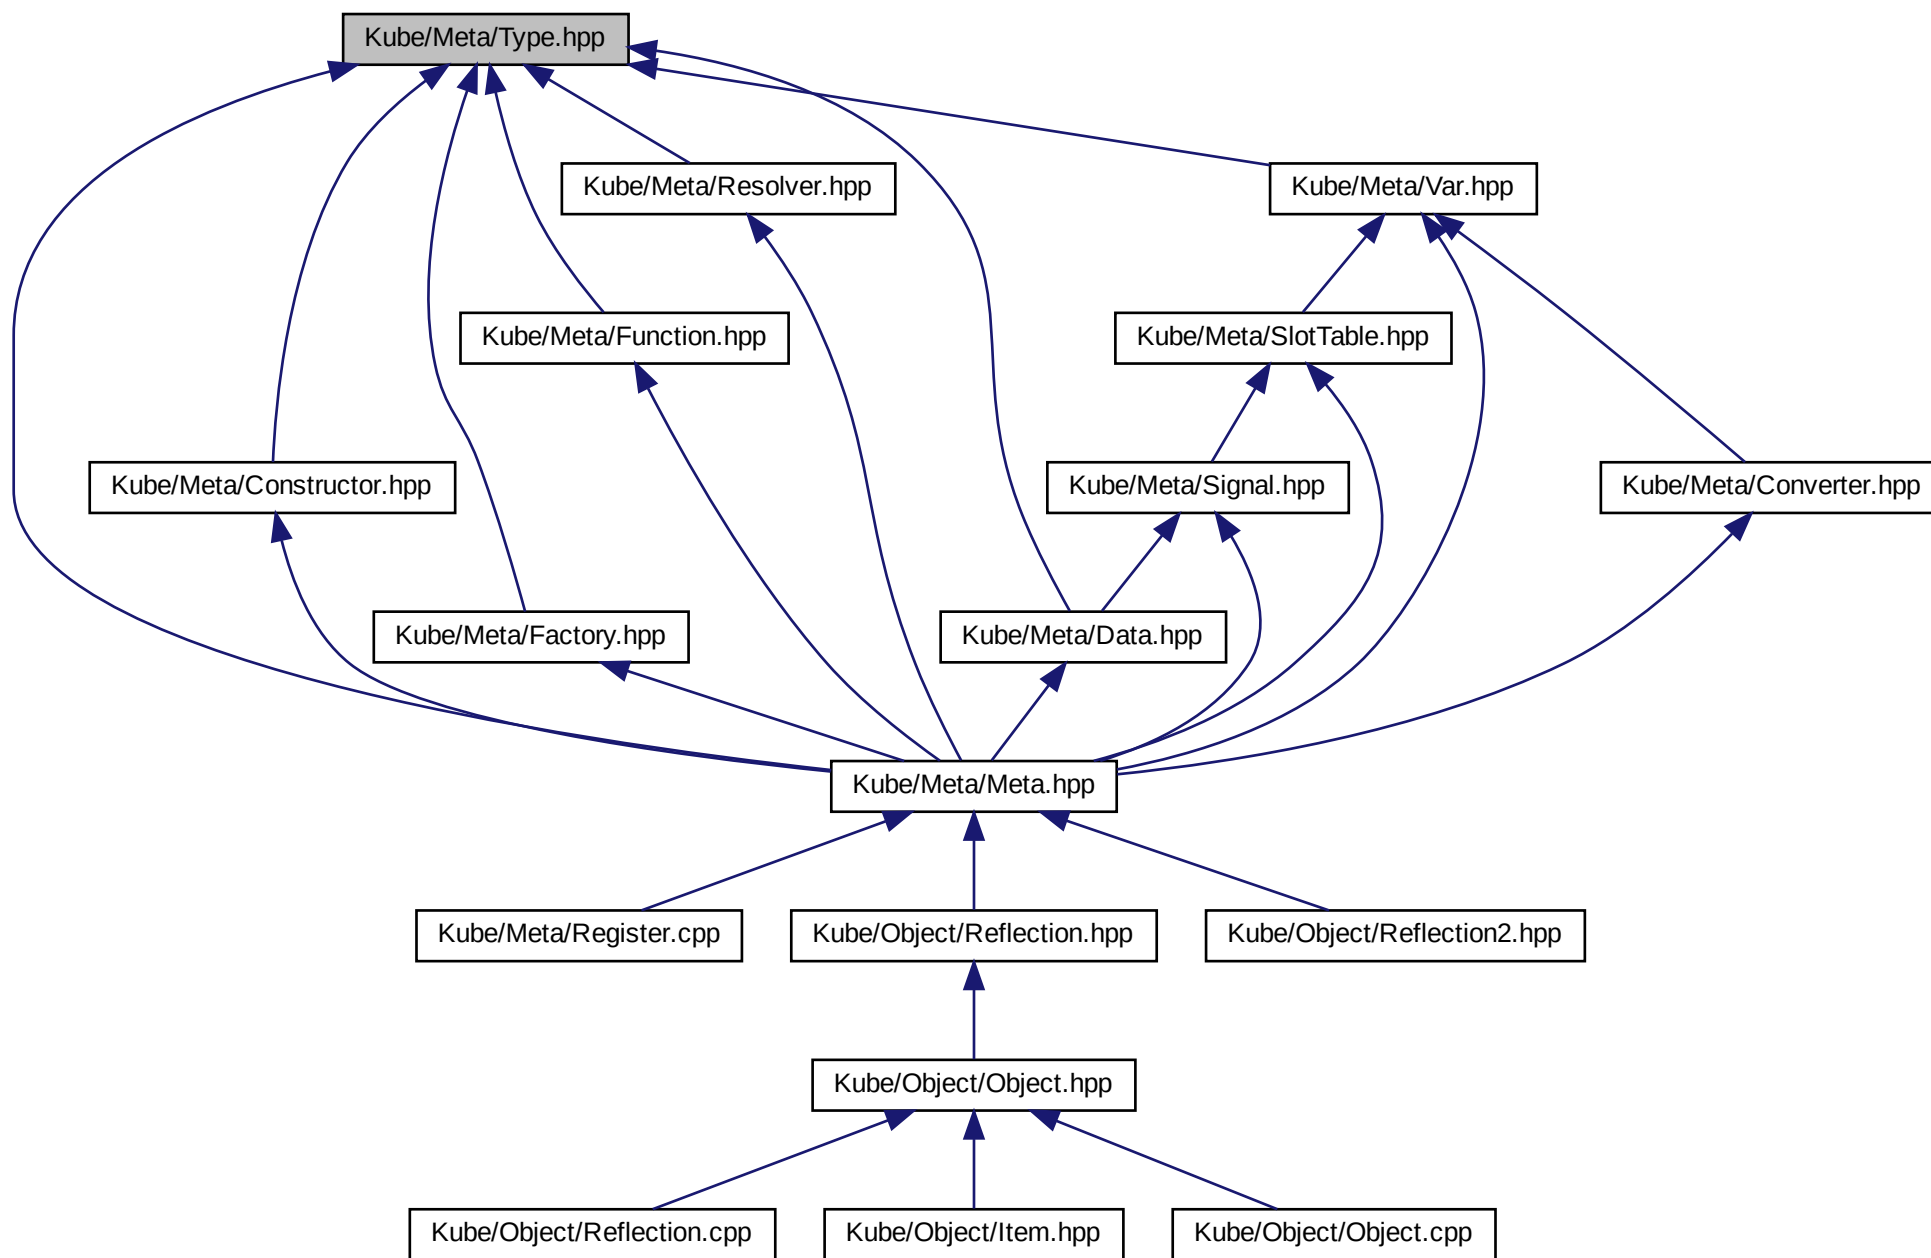 Kube/Meta/Type.hpp
Kube/Meta/Resolver.hpp
Kube/Meta/Var.hpp
Kube/Meta/Function.hpp
Kube/Meta/SlotTable.hpp
Kube/Meta/Constructor.hpp
Kube/Meta/Signal.hpp
Kube/Meta/Converter.hpp
Kube/Meta/Factory.hpp
Kube/Meta/Data.hpp
Kube/Meta/Meta.hpp
Kube/Meta/Register.cpp
Kube/Object/Reflection.hpp
Kube/Object/Reflection2.hpp
Kube/Object/Object.hpp
Kube/Object/Reflection.cpp
Kube/Object/Item.hpp
Kube/Object/Object.cpp